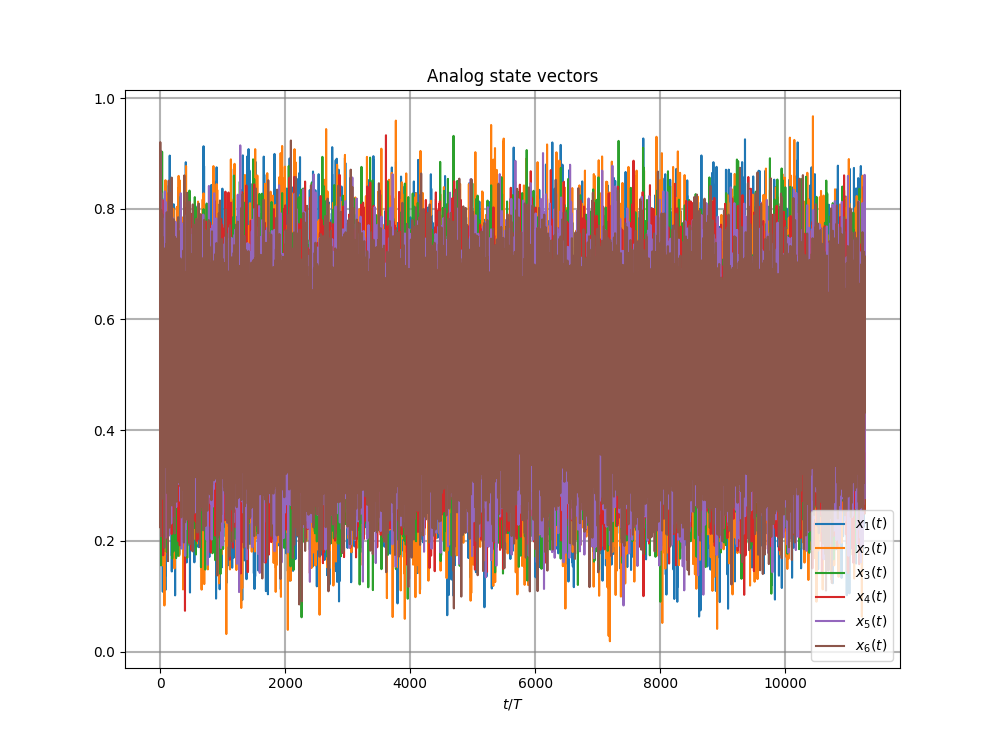 Analog state vectors
1.0
0.8
0.6
0.4
0.2
0.0
x₁(t)
x₂(t)
x₃(t)
x₄(t)
x₅(t)
x₆(t)
0 2000 4000 6000 8000 10000
t/T